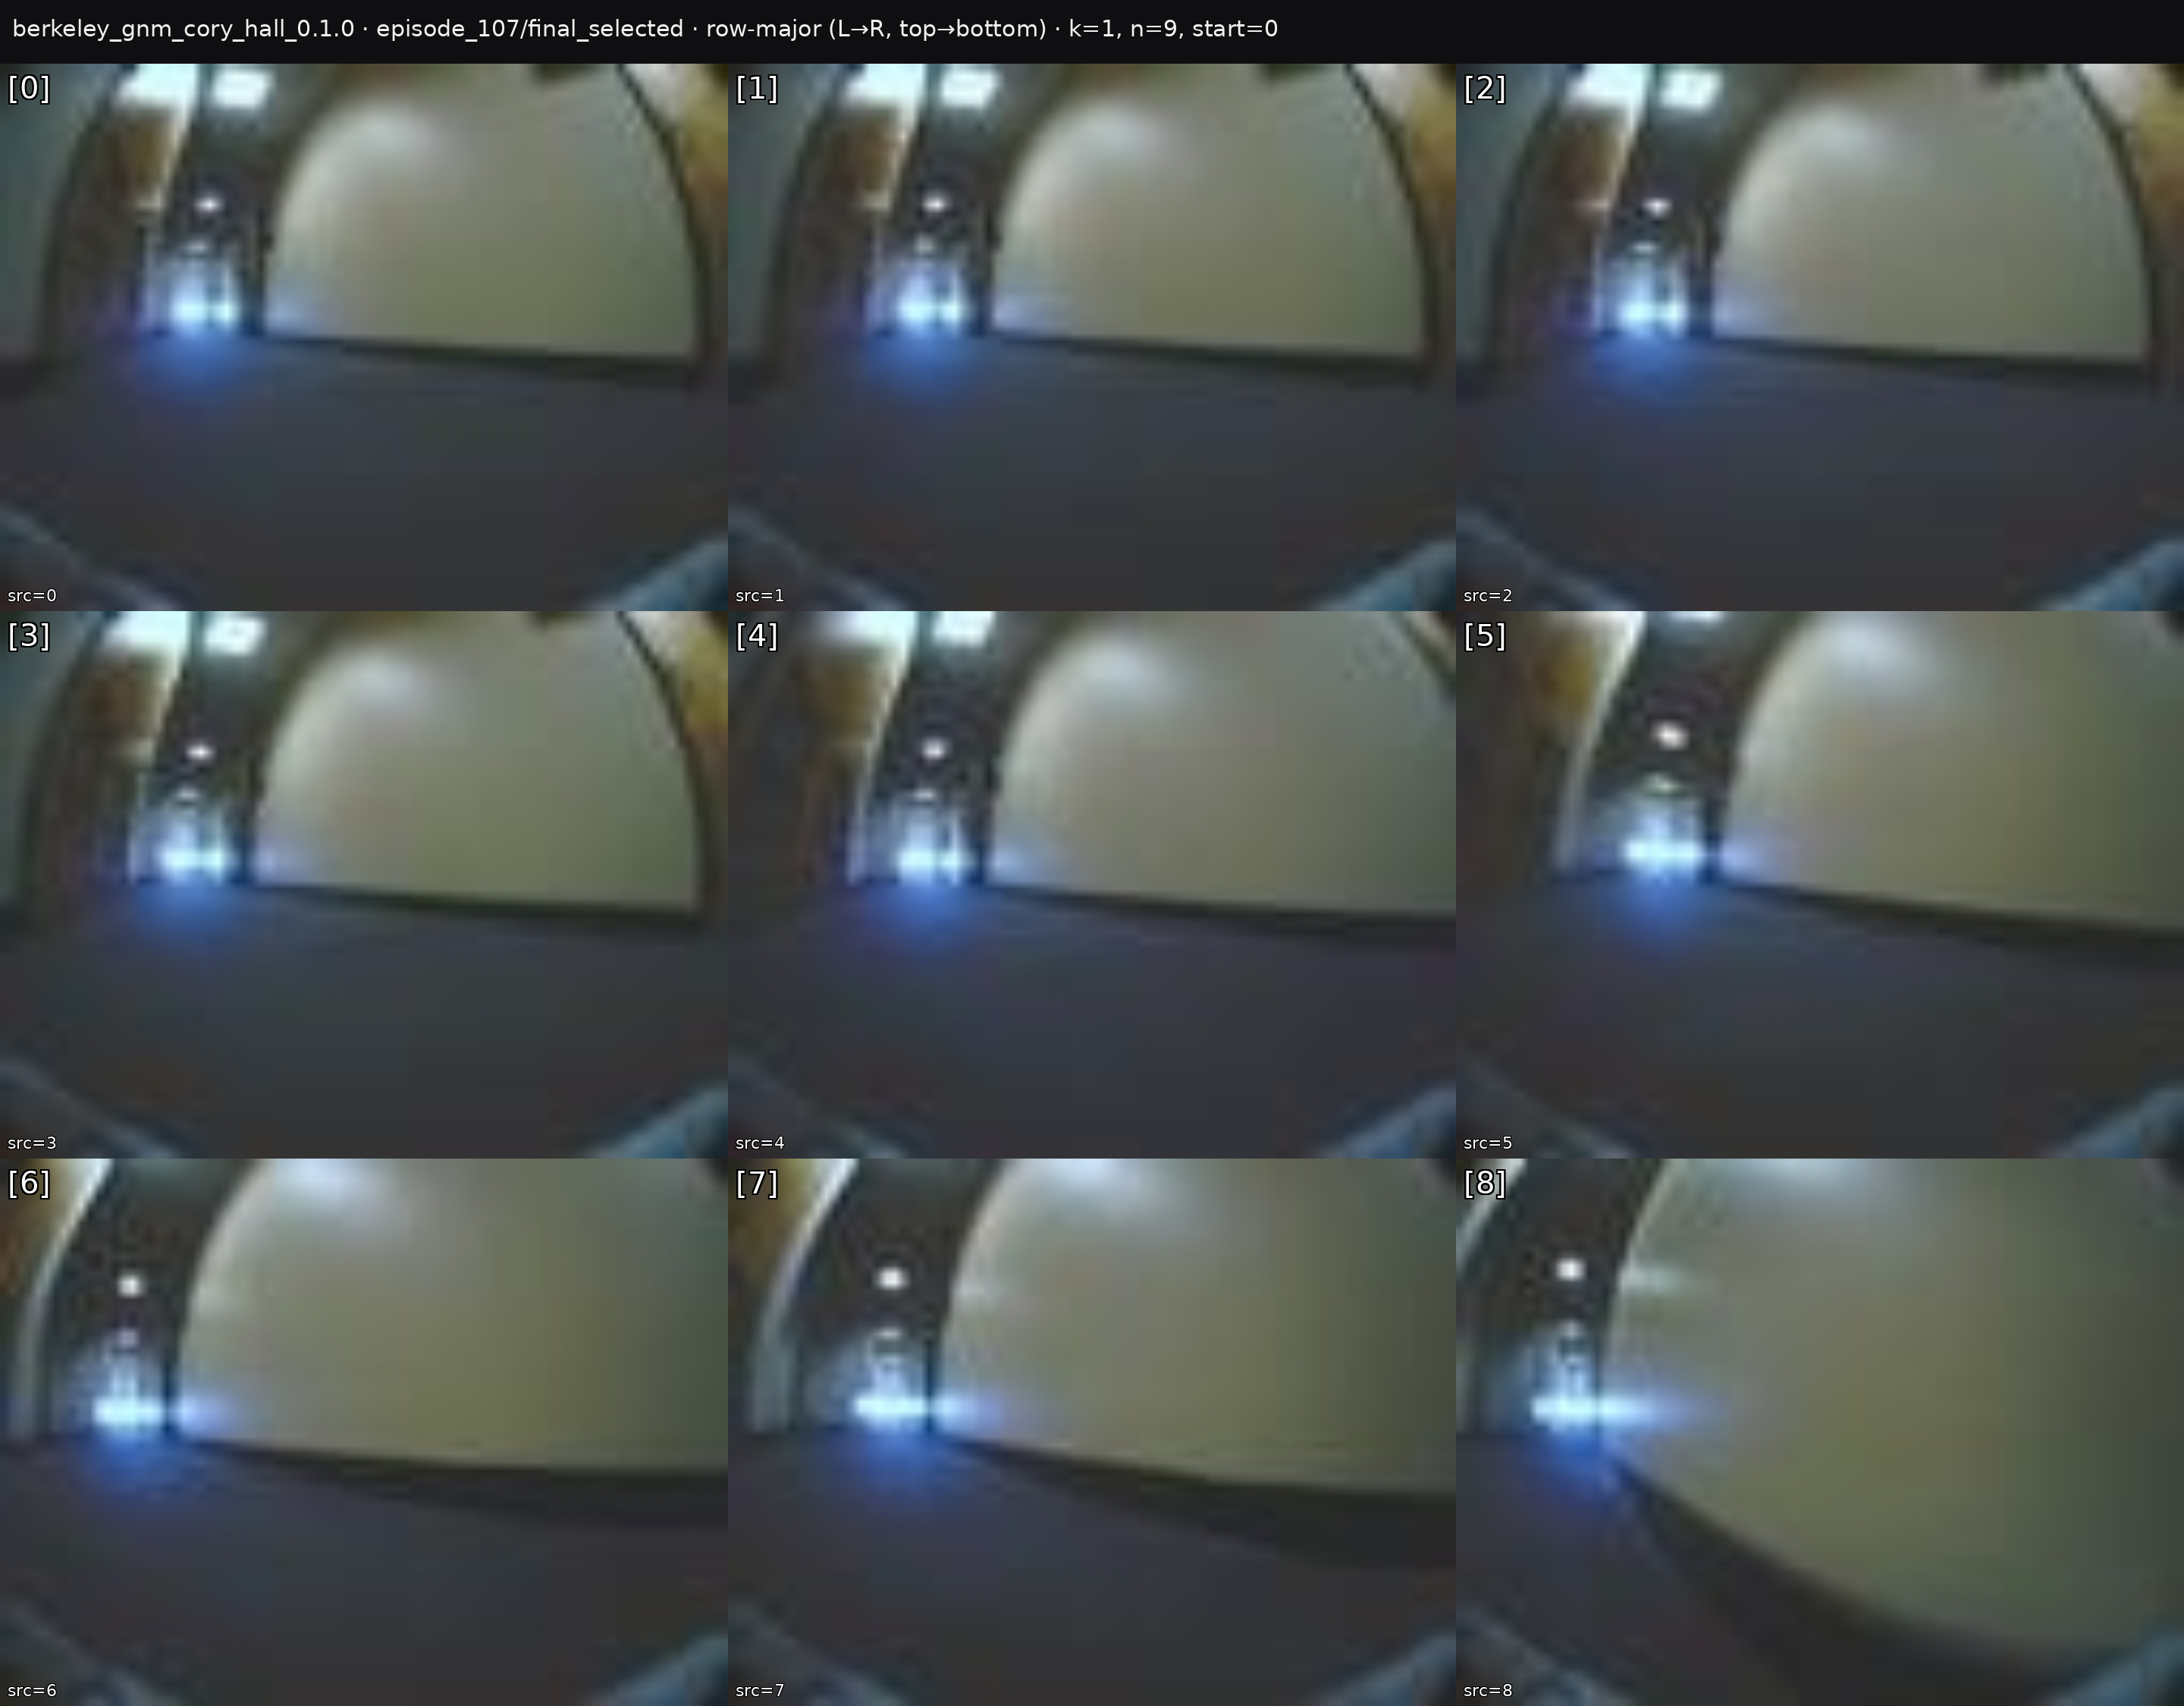 berkeley_gnm_cory_hall_0.1.0 · episode_107/final_selected · row-major (L→R, top→bottom) · k=1, n=9, start=0
[0]
[1]
[2]
src=0
src=1
src=2
[3]
[4]
[5]
src=3
src=4
src=5
[6]
[7]
[8]
src=6
src=7
src=8